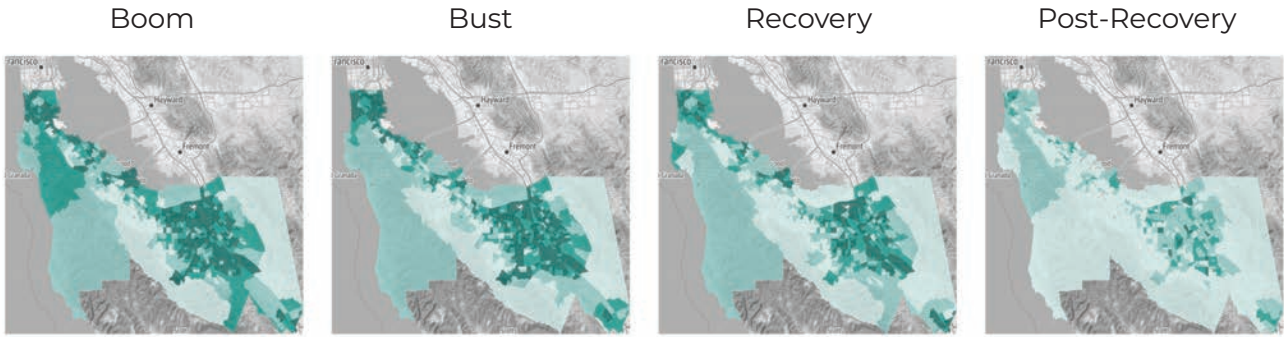 Boom
Bust
Recovery
Post-Recovery
rancisco
rancisco
rancisco
rancisco
Hayward
Hayward
Hayward
Hayward
Fremont
Fremont
Fremont
Fremont